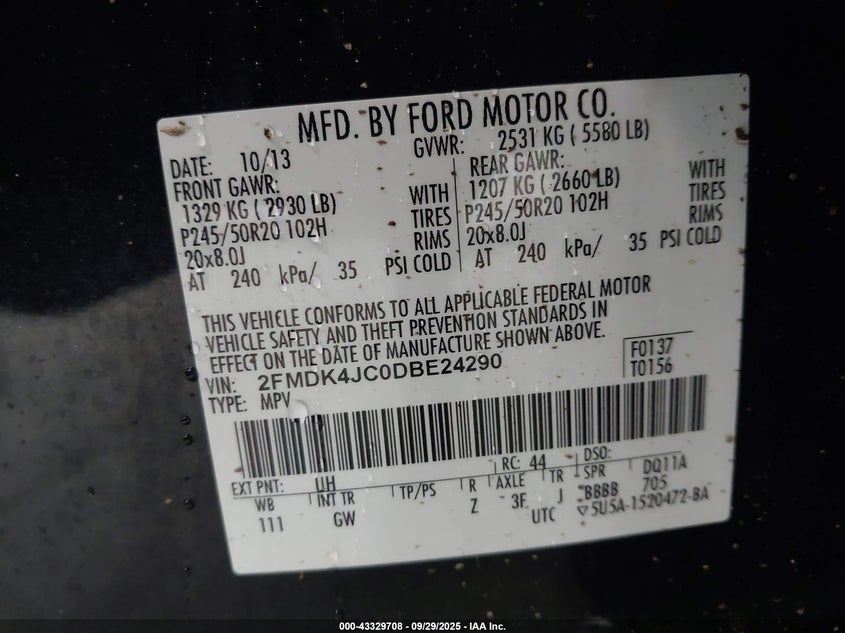 MFD. BY FORD MOTOR CO.
DATE: 10/13
GVWR: 2531 KG ( 5580 LB)
FRONT GAWR:
1329 KG ( 2930 LB)
P245/50R20 102H
20x8.0J
AT 240 kPa/ 35 PSI COLD
WITH
TIRES
RIMS
REAR GAWR:
1207 KG ( 2660 LB)
P245/50R20 102H
20x8.0J
AT 240 kPa/ 35 PSI COLD
WITH
TIRES
RIMS
THIS VEHICLE CONFORMS TO ALL APPLICABLE FEDERAL MOTOR
VEHICLE SAFETY AND THEFT PREVENTION STANDARDS IN
EFFECT ON THE DATE OF MANUFACTURE SHOWN ABOVE.
VIN: 2FMDK4JC0DBE24290
TYPE: MPV
F0137
T0156
EXT PNT: UH RC: 44 DSO:
WB INT TR TP/PS R AXLE TR SPR DQ11A
111 GW Z 3F J BBBB 705
UTC ▽5U5A-1520472-BA
000-43329708 - 09/29/2025 - IAA Inc.